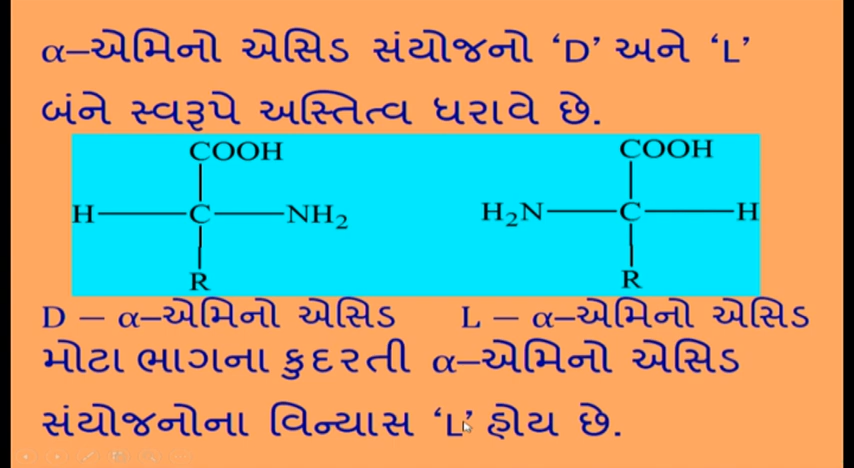 α–એમિનો એસિડ સંયોજનો ‘D’ અને ‘L’
બંને સ્વરૂપે અસ્તિત્વ ધરાવે છે.
COOH COOH
H C NH₂ H₂N C H
R R
D – α–એમિનો એસિડ L – α–એમિનો એસિડ
મોટા ભાગના કુદરતી α–એમિનો એસિડ
સંયોજનોના વિન્યાસ ‘L’ હોય છે.